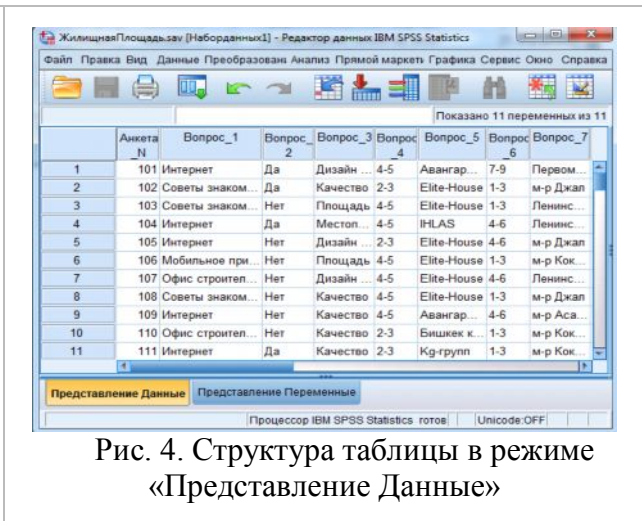 ЖилищнаяПлощадь.sav [Наборданных1] - Редактор данных IBM SPSS Statistics
Файл Правка Вид Данные Преобразовани Анализ Прямой маркеть Графика Сервис Окно Справка
Показано 11 переменных из 11
Анкета_N Вопрос_1 Вопрос_2 Вопрос_3 Вопрос_4 Вопрос_5 Вопрос_6 Вопрос_7
1 101 Интернет Да Дизайн ... 4-5 Авангар... 7-9 Первом...
2 102 Советы знаком... Да Качество 2-3 Elite-House 1-3 м-р Джал
3 103 Советы знаком... Нет Площадь 4-5 Elite-House 1-3 Ленинс...
4 104 Интернет Да Местоп... 4-5 IHLAS 4-6 Ленинс...
5 105 Интернет Нет Дизайн ... 2-3 Elite-House 4-6 м-р Джал
6 106 Мобильное при... Нет Площадь 4-5 Elite-House 1-3 м-р Кок...
7 107 Офис строител... Нет Дизайн ... 4-5 Elite-House 4-6 Ленинс...
8 108 Советы знаком... Нет Качество 4-5 Elite-House 1-3 м-р Джал
9 109 Интернет Нет Качество 4-5 Авангар... 4-6 м-р Аса...
10 110 Офис строител... Нет Качество 2-3 Бишкек к... 1-3 м-р Кок...
11 111 Интернет Да Качество 2-3 Kg-групп 1-3 м-р Кок...
Представление Данные Представление Переменные
Процессор IBM SPSS Statistics готов Unicode:OFF
Рис. 4. Структура таблицы в режиме
«Представление Данные»